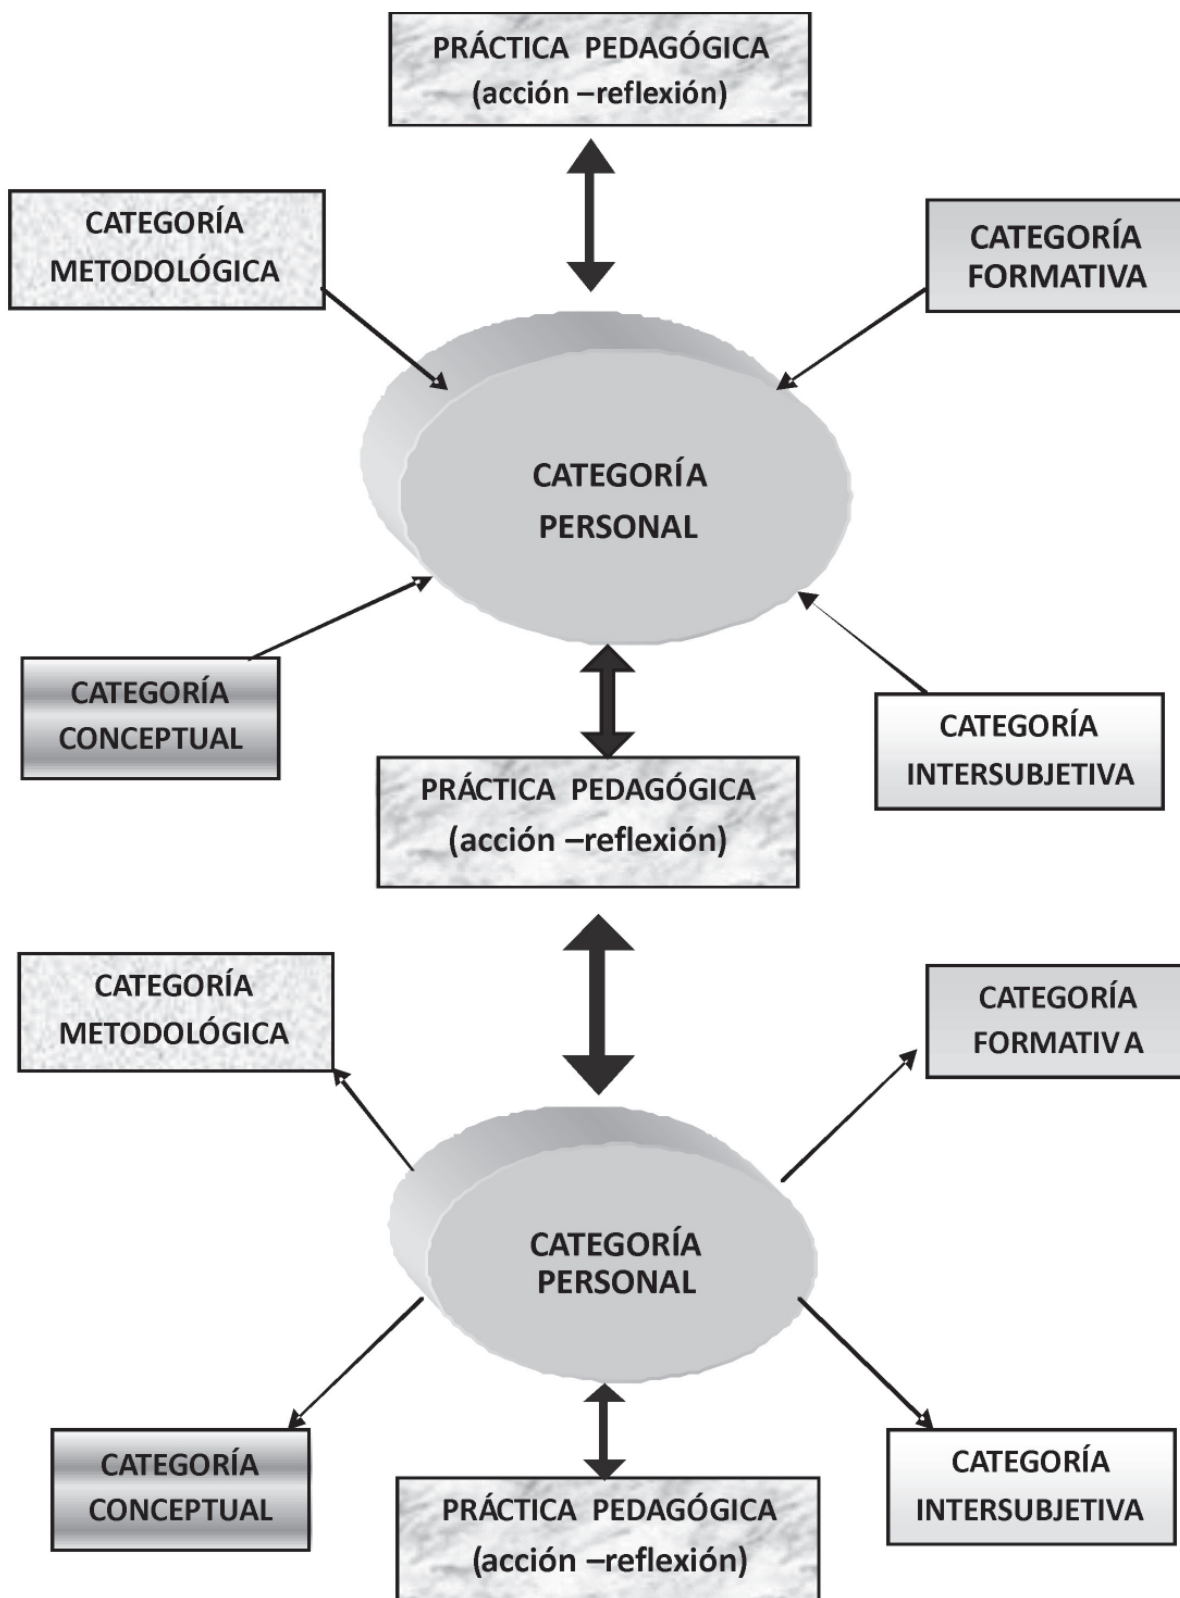 PRÁCTICA PEDAGÓGICA
(acción –reflexión)
CATEGORÍA
METODOLÓGICA
CATEGORÍA
FORMATIVA
CATEGORÍA
PERSONAL
CATEGORÍA
CONCEPTUAL
CATEGORÍA
INTERSUBJETIVA
PRÁCTICA PEDAGÓGICA
(acción –reflexión)
CATEGORÍA
METODOLÓGICA
CATEGORÍA
FORMATIVA
CATEGORÍA
PERSONAL
CATEGORÍA
CONCEPTUAL
CATEGORÍA
INTERSUBJETIVA
PRÁCTICA PEDAGÓGICA
(acción –reflexión)